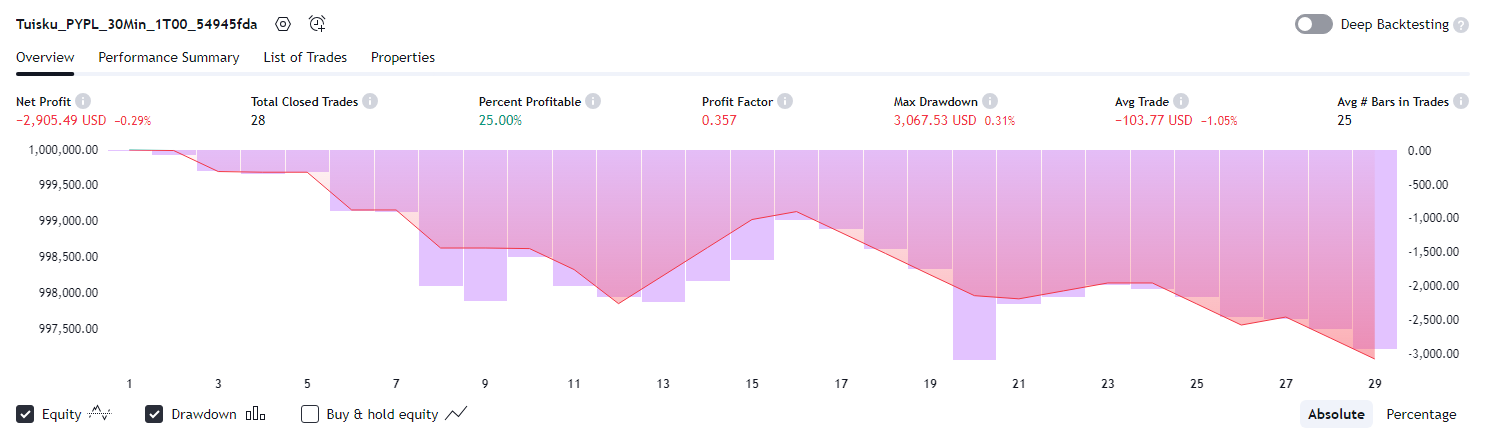 Tuisku_PYPL_30Min_1T00_54945fda
Deep Backtesting ?
Overview Performance Summary List of Trades Properties
Net Profit i Total Closed Trades i Percent Profitable i Profit Factor i Max Drawdown i Avg Trade i Avg # Bars in Trades i
−2,905.49 USD −0.29% 28 25.00% 0.357 3,067.53 USD 0.31% −103.77 USD −1.05% 25
1,000,000.00 0.00
999,500.00 -500.00
999,000.00 -1,000.00
998,500.00 -1,500.00
998,000.00 -2,000.00
997,500.00 -2,500.00
-3,000.00
1 3 5 7 9 11 13 15 17 19 21 23 25 27 29
Equity Drawdown Buy & hold equity Absolute Percentage